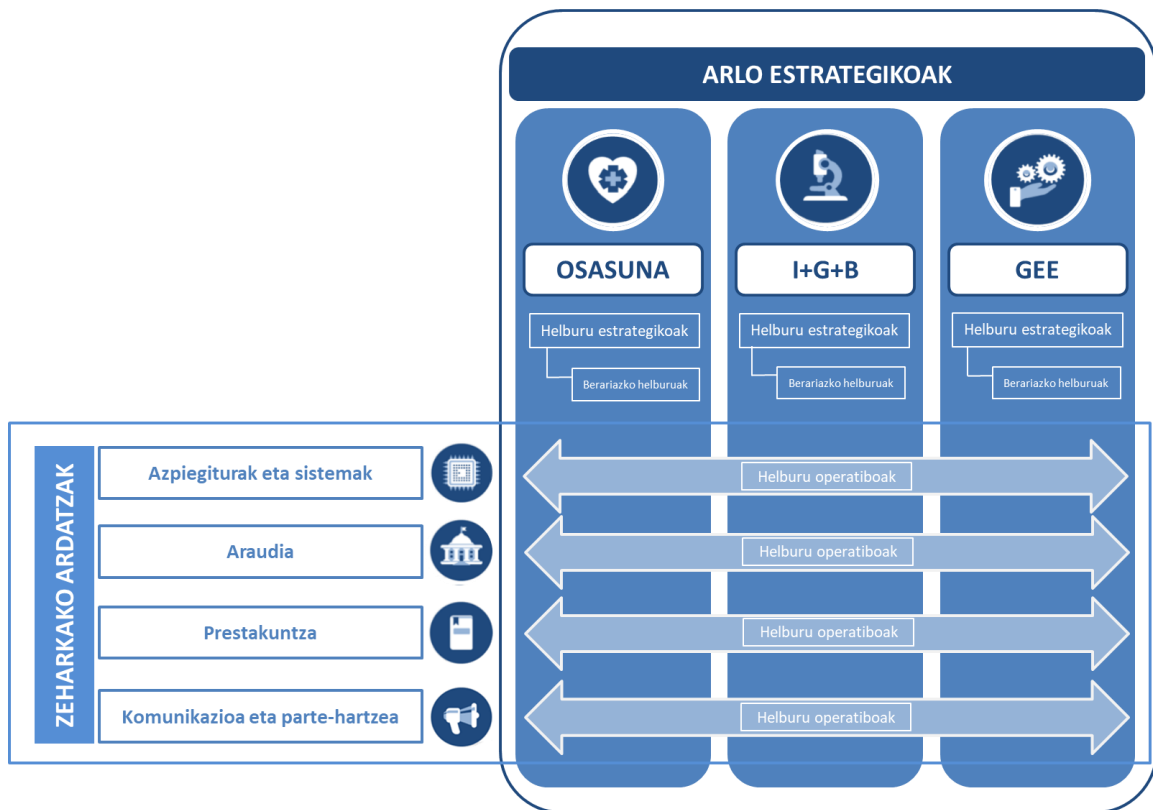 ARLO ESTRATEGIKOAK
OSASUNA
I+G+B
GEE
Helburu estrategikoak
Helburu estrategikoak
Helburu estrategikoak
Berariazko helburuak
Berariazko helburuak
Berariazko helburuak
ZEHARKAKO ARDATZAK
Azpiegiturak eta sistemak
Helburu operatiboak
Araudia
Helburu operatiboak
Prestakuntza
Helburu operatiboak
Komunikazioa eta parte-hartzea
Helburu operatiboak